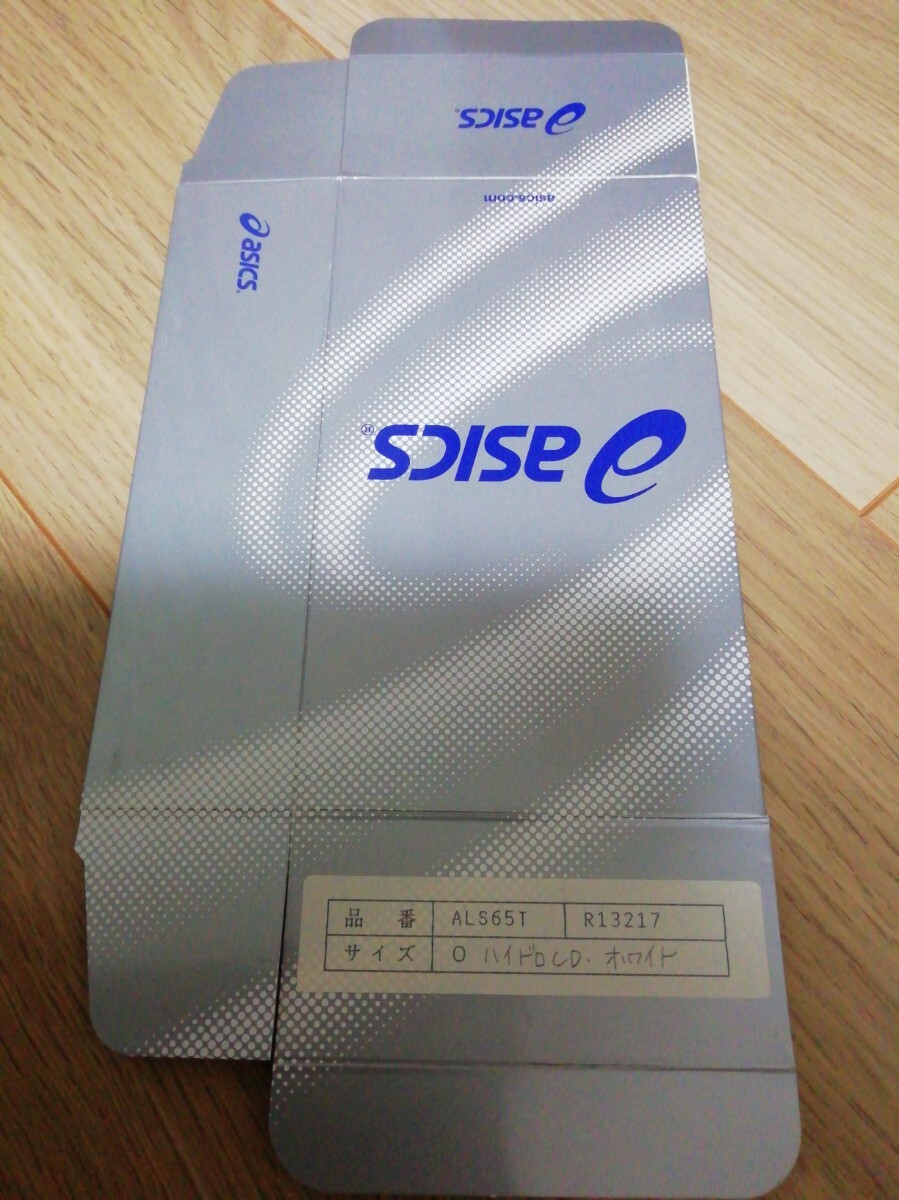 asics
asics.com
asics.
asics®
品 番 ALS65T R13217
サイズ O ハイドロCD. ホワイト